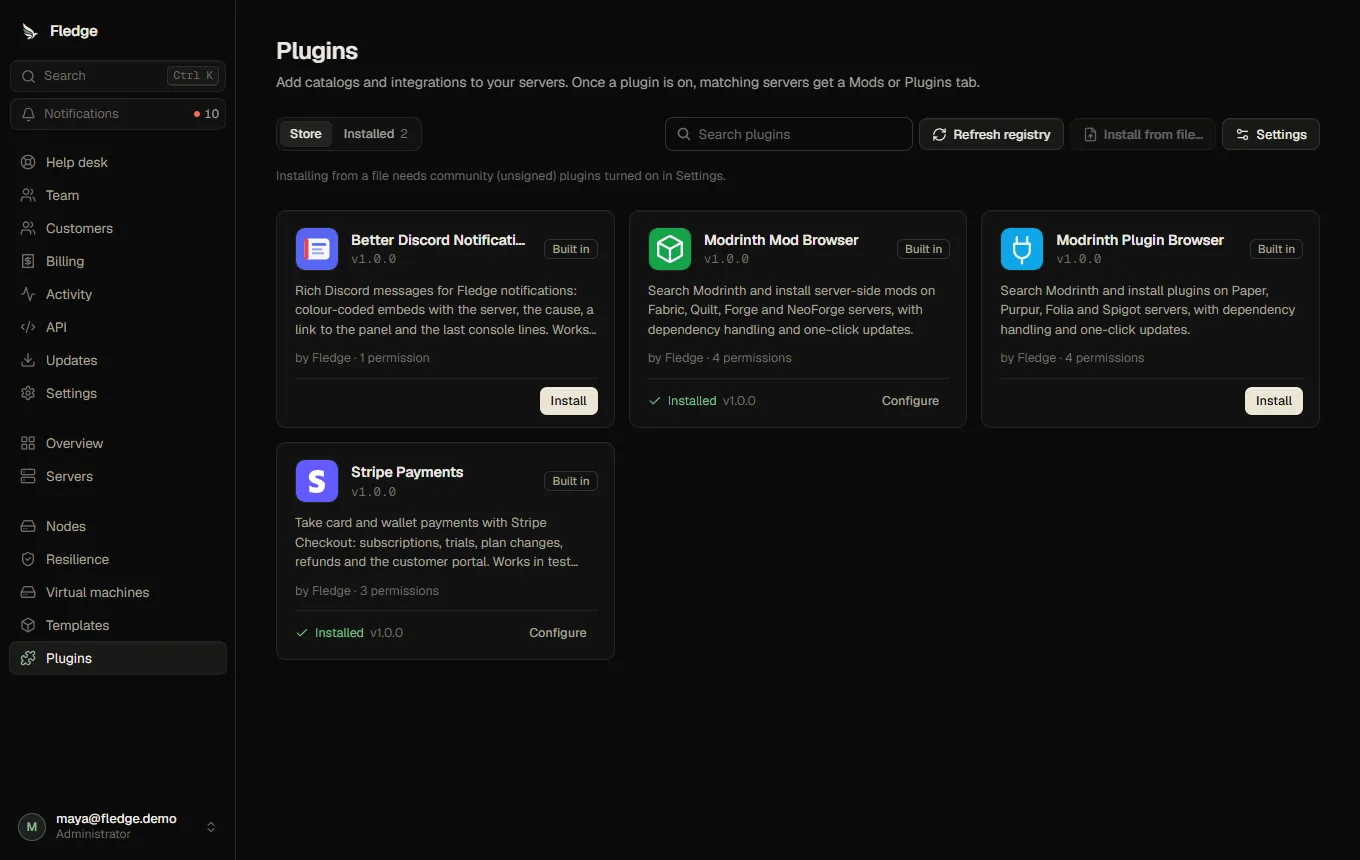 Fledge
Search
Ctrl K
Notifications
10
Help desk
Team
Customers
Billing
Activity
API
Updates
Settings
Overview
Servers
Nodes
Resilience
Virtual machines
Templates
Plugins
M
maya@fledge.demo
Administrator
Plugins
Add catalogs and integrations to your servers. Once a plugin is on, matching servers get a Mods or Plugins tab.
Store
Installed 2
Search plugins
Refresh registry
Install from file...
Settings
Installing from a file needs community (unsigned) plugins turned on in Settings.
Better Discord Notificati...
v1.0.0
Built in
Rich Discord messages for Fledge notifications:
colour-coded embeds with the server, the cause, a
link to the panel and the last console lines. Works...
by Fledge · 1 permission
Install
Modrinth Mod Browser
v1.0.0
Built in
Search Modrinth and install server-side mods on
Fabric, Quilt, Forge and NeoForge servers, with
dependency handling and one-click updates.
by Fledge · 4 permissions
Installed v1.0.0
Configure
Modrinth Plugin Browser
v1.0.0
Built in
Search Modrinth and install plugins on Paper,
Purpur, Folia and Spigot servers, with dependency
handling and one-click updates.
by Fledge · 4 permissions
Install
S
Stripe Payments
v1.0.0
Built in
Take card and wallet payments with Stripe
Checkout: subscriptions, trials, plan changes,
refunds and the customer portal. Works in test...
by Fledge · 3 permissions
Installed v1.0.0
Configure